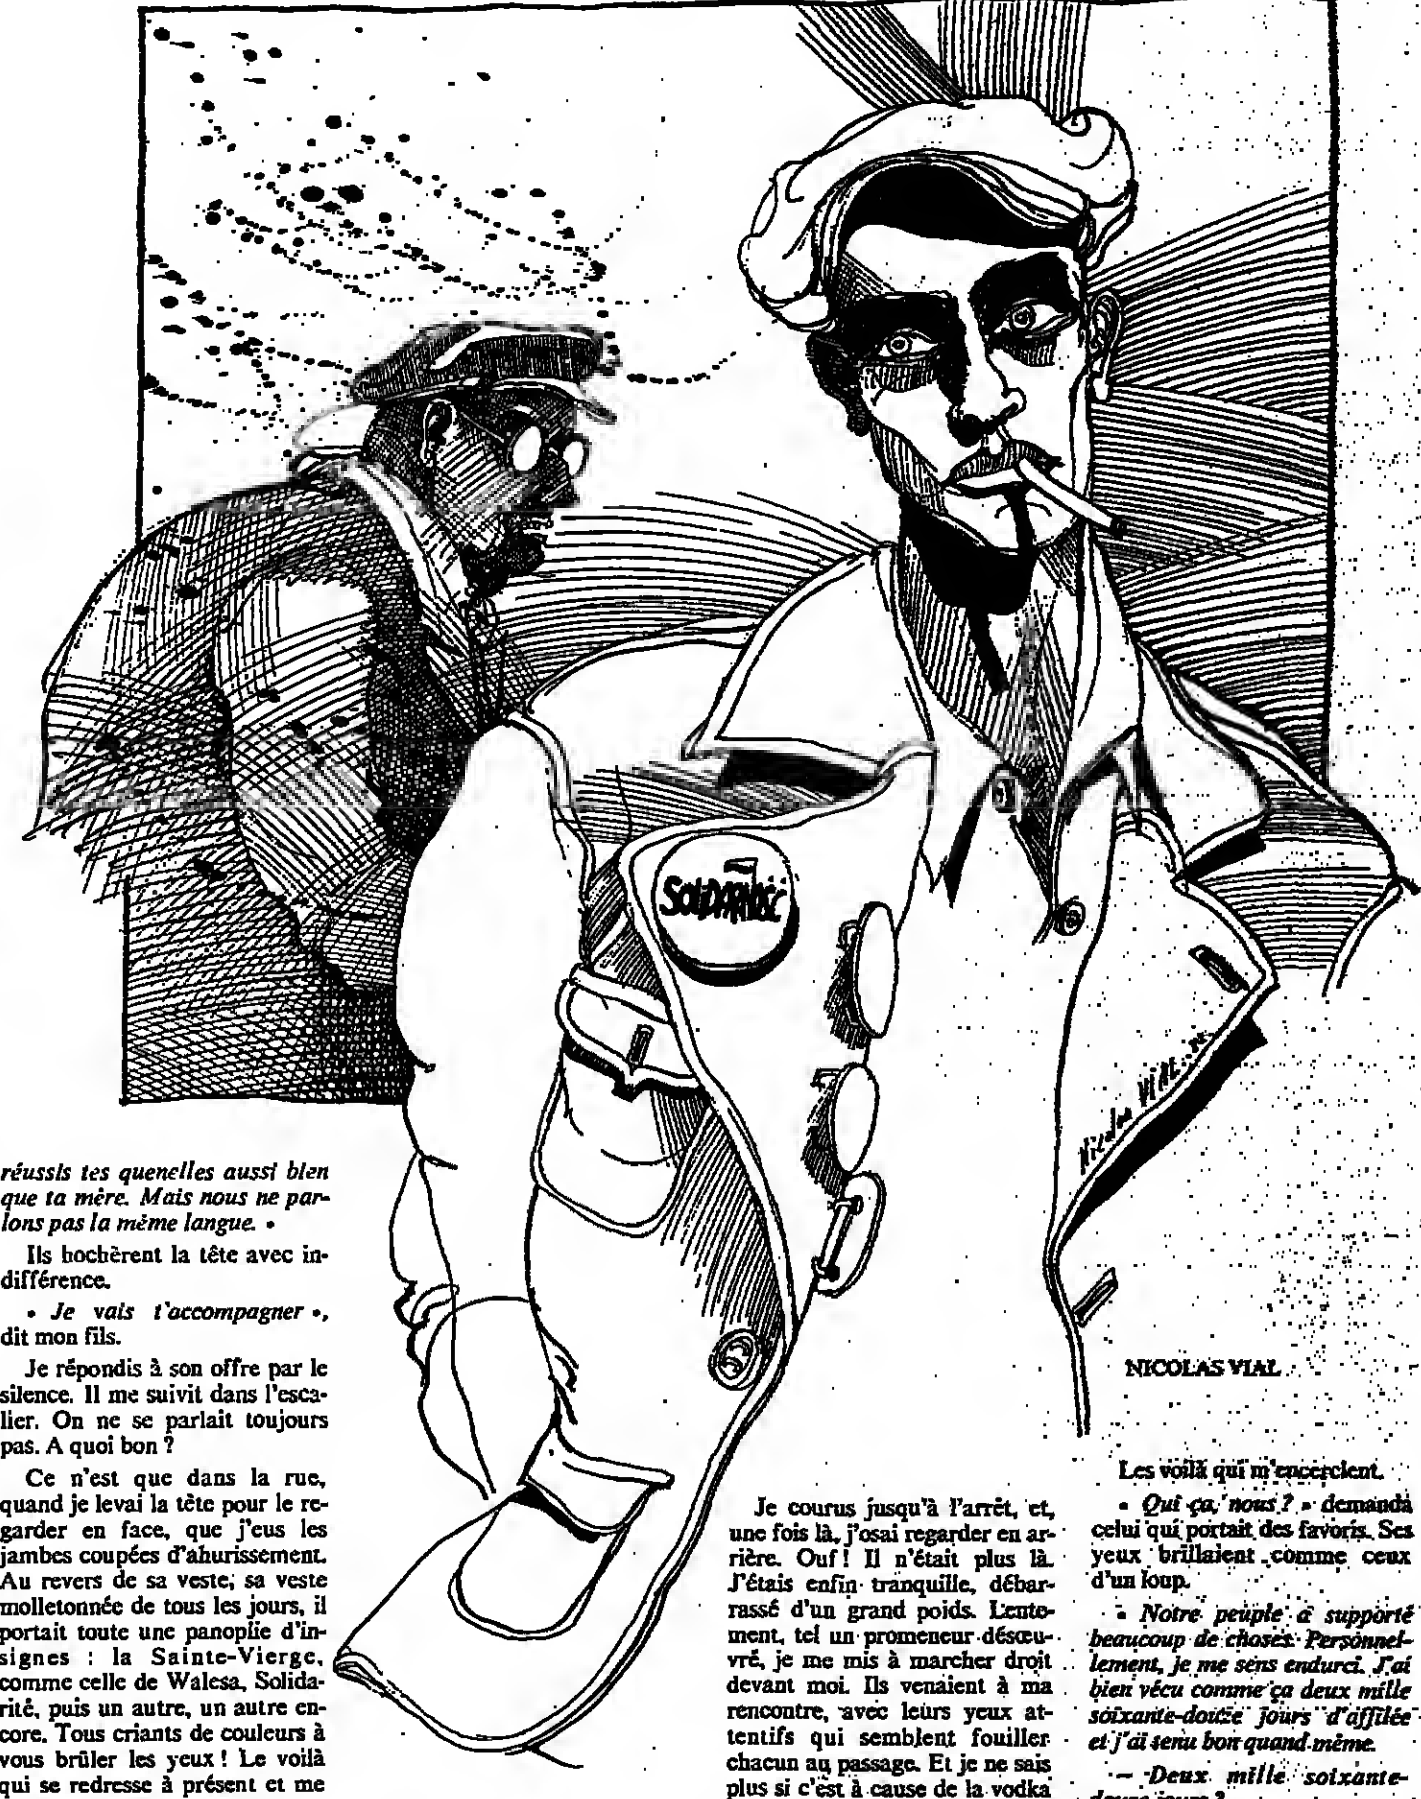 SOLIDARNOŚĆ
Nicolas VIAL
réussis tes quenelles aussi bien
que ta mère. Mais nous ne par-
lons pas la même langue. »
Ils hochèrent la tête avec in-
différence.
« Je vais t'accompagner »,
dit mon fils.
Je répondis à son offre par le
silence. Il me suivit dans l'esca-
lier. On ne se parlait toujours
pas. A quoi bon ?
Ce n'est que dans la rue,
quand je levai la tête pour le re-
garder en face, que j'eus les
jambes coupées d'ahurissement.
Au revers de sa veste, sa veste
molletonnée de tous les jours, il
portait toute une panoplie d'in-
signes : la Sainte-Vierge,
comme celle de Walesa, Solida-
rité, puis un autre, un autre en-
core. Tous criants de couleurs à
vous brûler les yeux ! Le voilà
qui se redresse à présent et me
Je courus jusqu'à l'arrêt, et,
une fois là, j'osai regarder en ar-
rière. Ouf ! Il n'était plus là.
J'étais enfin tranquille, débar-
rassé d'un grand poids. Lente-
ment, tel un promeneur désœu-
vré, je me mis à marcher droit
devant moi. Ils venaient à ma
rencontre, avec leurs yeux at-
tentifs qui semblent fouiller
chacun au passage. Et je ne sais
plus si c'est à cause de la vodka
NICOLAS VIAL
Les voilà qui m'encerclent.
« Qui ça, nous ? » demanda
celui qui portait des favoris. Ses
yeux brillaient comme ceux
d'un loup.
« Notre peuple a supporté
beaucoup de choses. Personnel-
lement, je me sens endurci. J'ai
bien vécu comme ça deux mille
soixante-douze jours d'affilée
et j'ai tenu bon quand même.
— Deux mille soixante-
douze jours ?